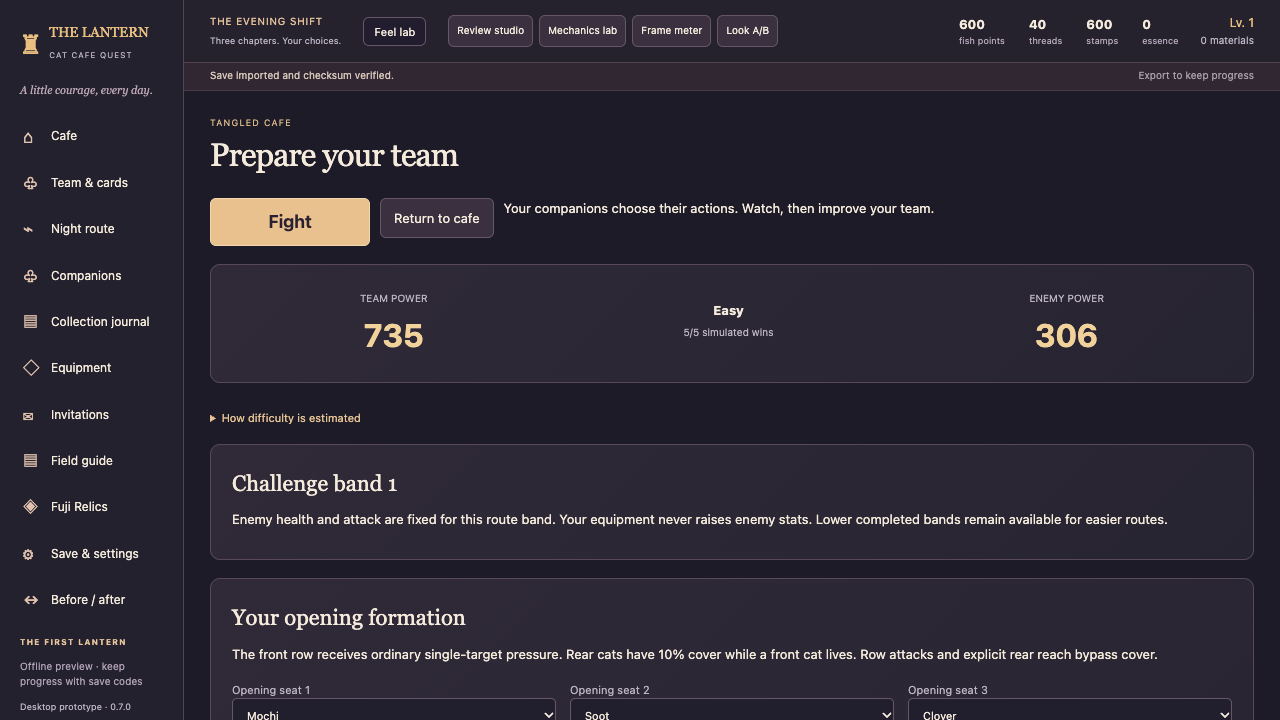 THE LANTERN
CAT CAFE QUEST
A little courage, every day.
Cafe
Team & cards
Night route
Companions
Collection journal
Equipment
Invitations
Field guide
Fuji Relics
Save & settings
Before / after
THE FIRST LANTERN
Offline preview · keep
progress with save codes
Desktop prototype · 0.7.0
THE EVENING SHIFT
Three chapters. Your choices.
Feel lab
Review studio
Mechanics lab
Frame meter
Look A/B
600
fish points
40
threads
600
stamps
0
essence
Lv. 1
0 materials
Save imported and checksum verified.
Export to keep progress
TANGLED CAFE
Prepare your team
Fight
Return to cafe
Your companions choose their actions. Watch, then improve your team.
TEAM POWER
735
Easy
5/5 simulated wins
ENEMY POWER
306
How difficulty is estimated
Challenge band 1
Enemy health and attack are fixed for this route band. Your equipment never raises enemy stats. Lower completed bands remain available for easier routes.
Your opening formation
The front row receives ordinary single-target pressure. Rear cats have 10% cover while a front cat lives. Row attacks and explicit rear reach bypass cover.
Opening seat 1
Opening seat 2
Opening seat 3
Mochi
Soot
Clover